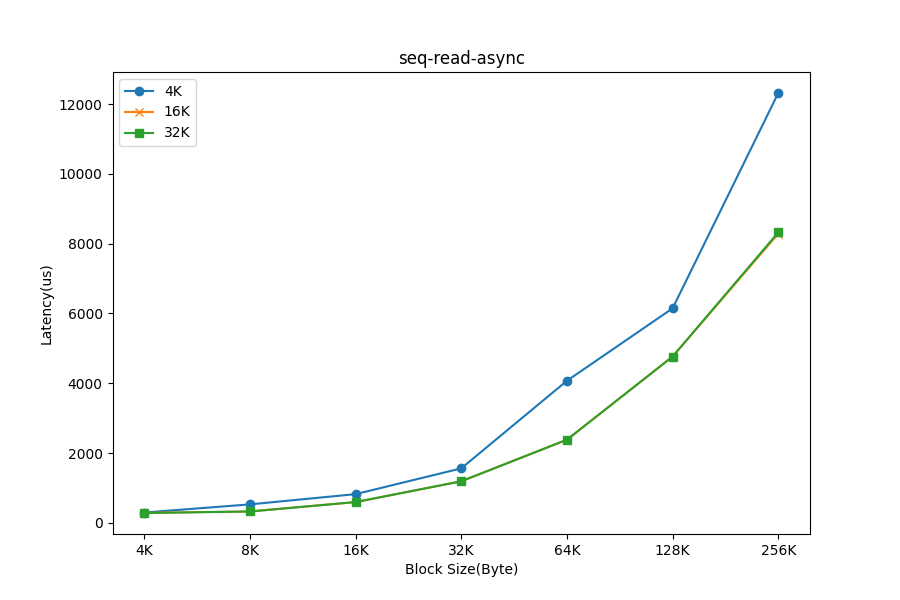 seq-read-async
4K
16K
32K
12000
10000
8000
6000
4000
2000
0
Latency(us)
4K 8K 16K 32K 64K 128K 256K
Block Size(Byte)